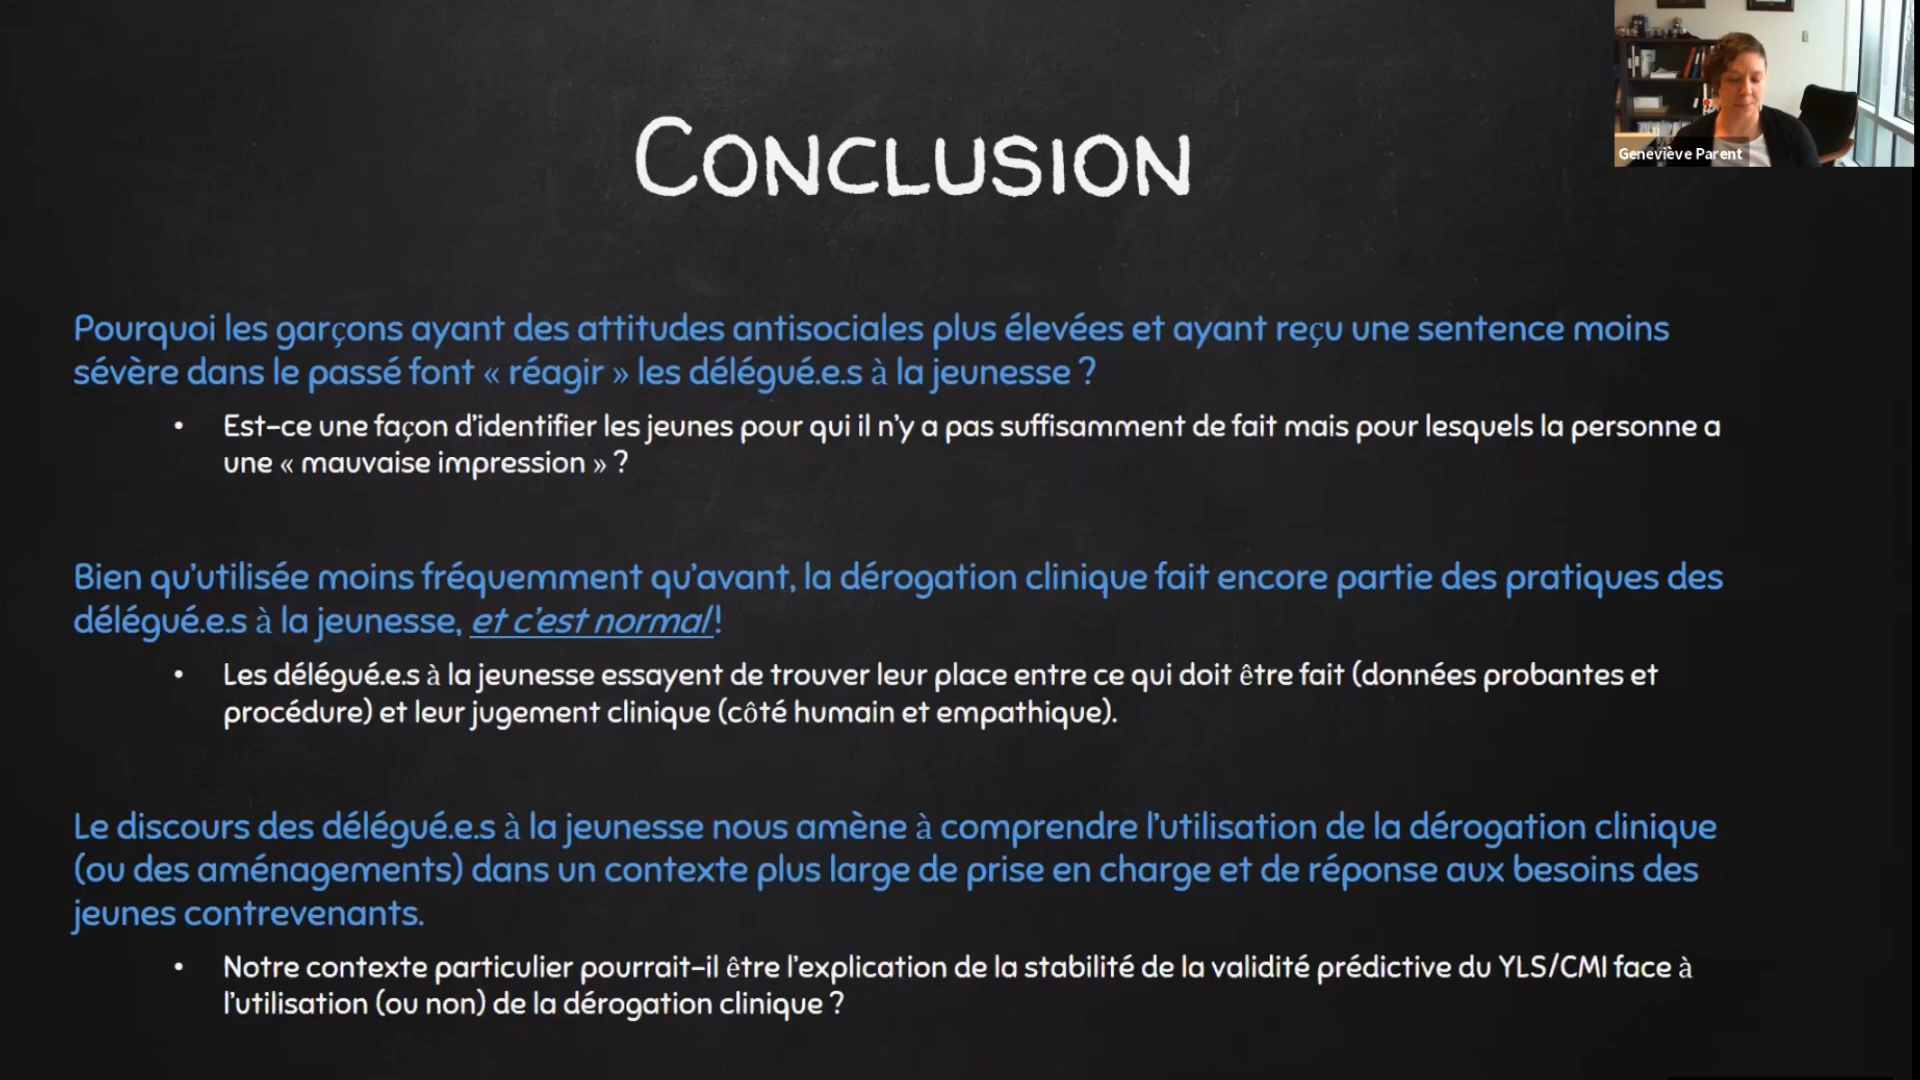 Conclusion
Geneviève Parent
Pourquoi les garçons ayant des attitudes antisociales plus élevées et ayant reçu une sentence moins
sévère dans le passé font « réagir » les délégué.e.s à la jeunesse ?
• Est-ce une façon d'identifier les jeunes pour qui il n'y a pas suffisamment de fait mais pour lesquels la personne a
une « mauvaise impression » ?
Bien qu'utilisée moins fréquemment qu'avant, la dérogation clinique fait encore partie des pratiques des
délégué.e.s à la jeunesse, et c'est normal !
• Les délégué.e.s à la jeunesse essayent de trouver leur place entre ce qui doit être fait (données probantes et
procédure) et leur jugement clinique (côté humain et empathique).
Le discours des délégué.e.s à la jeunesse nous amène à comprendre l'utilisation de la dérogation clinique
(ou des aménagements) dans un contexte plus large de prise en charge et de réponse aux besoins des
jeunes contrevenants.
• Notre contexte particulier pourrait-il être l'explication de la stabilité de la validité prédictive du YLS/CMI face à
l'utilisation (ou non) de la dérogation clinique ?